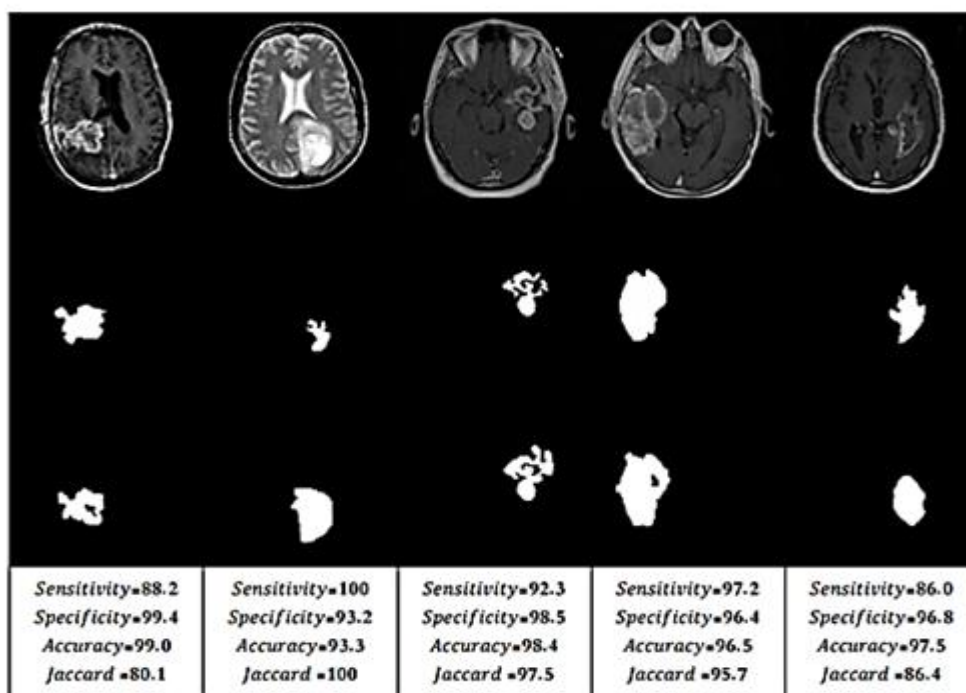 Sensitivity=88.2
Specificity=99.4
Accuracy=99.0
Jaccard =80.1
Sensitivity=100
Specificity=93.2
Accuracy=93.3
Jaccard =100
Sensitivity=92.3
Specificity=98.5
Accuracy=98.4
Jaccard =97.5
Sensitivity=97.2
Specificity=96.4
Accuracy=96.5
Jaccard =95.7
Sensitivity=86.0
Specificity=96.8
Accuracy=97.5
Jaccard =86.4